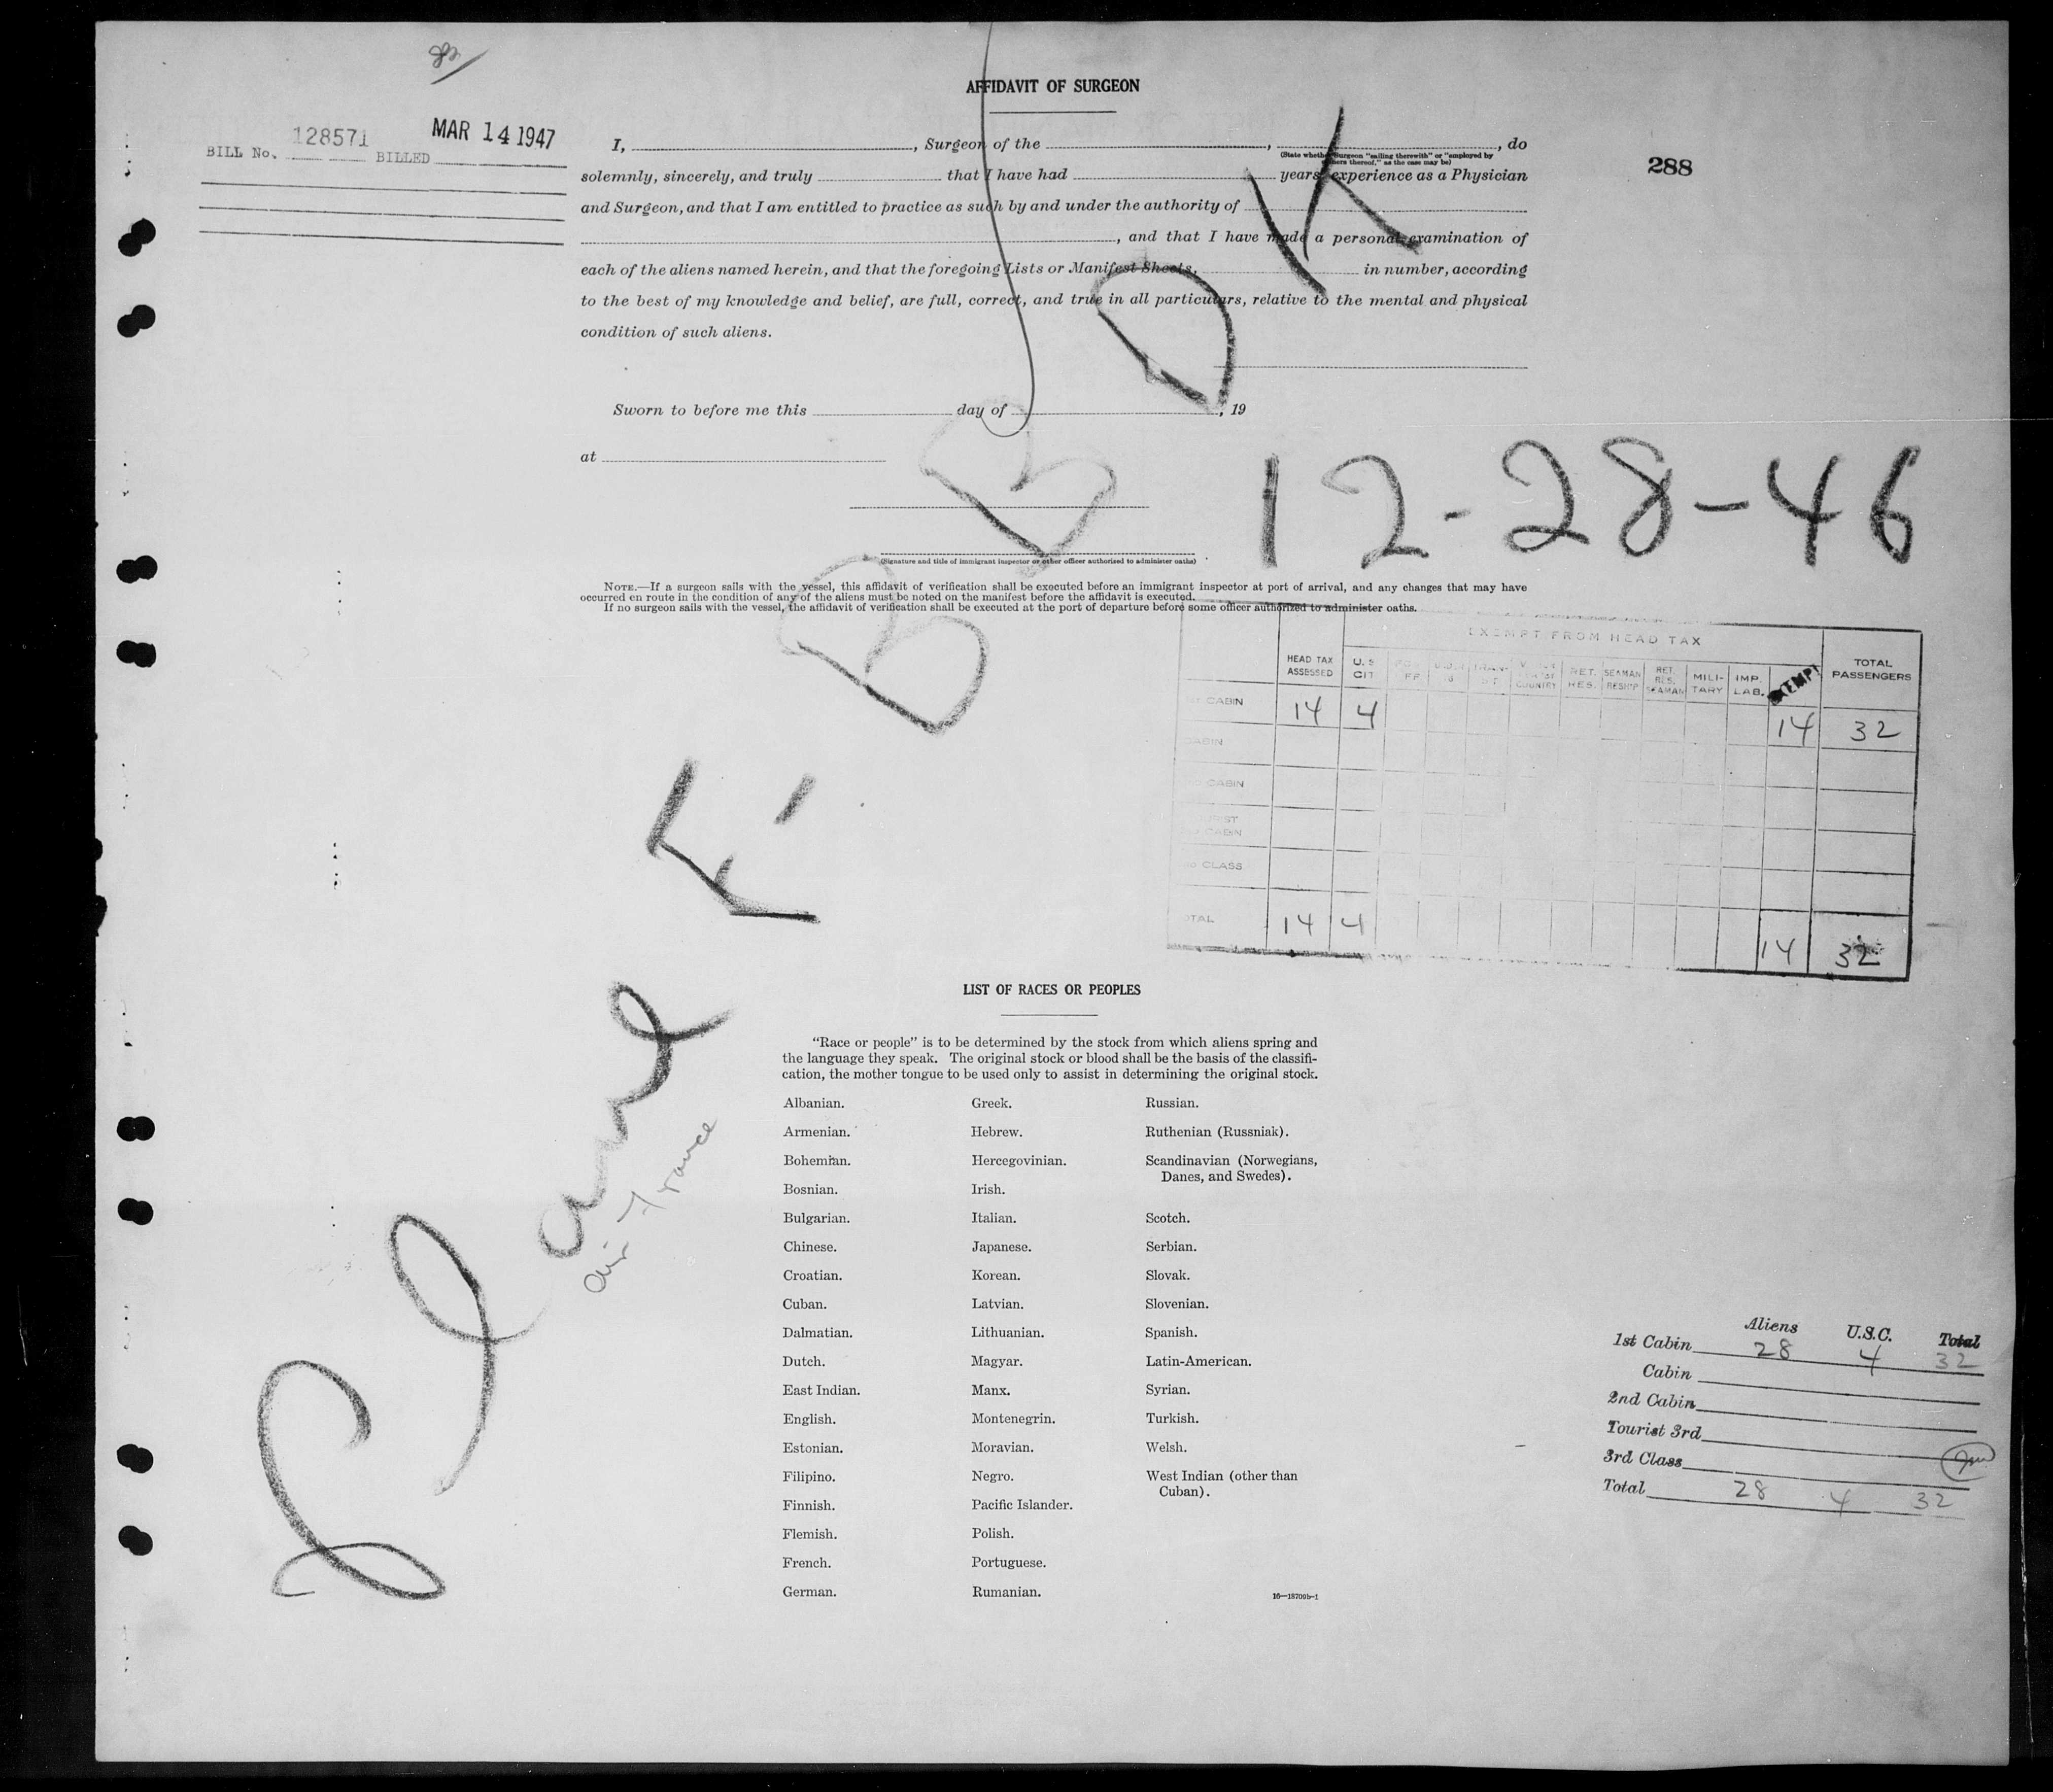 AFFIDAVIT OF SURGEON
BILL No. 128571 BILLED MAR 14 1947
288
I, , Surgeon of the , , do
(State whether Surgeon "sailing therewith" or "employed by
owners thereof," as the case may be)
solemnly, sincerely, and truly that I have had years' experience as a Physician
and Surgeon, and that I am entitled to practice as such by and under the authority of
, and that I have made a personal examination of
each of the aliens named herein, and that the foregoing Lists or Manifest Sheets, in number, according
to the best of my knowledge and belief, are full, correct, and true in all particulars, relative to the mental and physical
condition of such aliens.
Sworn to before me this day of , 19
at
(Signature and title of immigrant inspector or other officer authorized to administer oaths)
Plane F-BBDK
12-28-46
Air France
NOTE.—If a surgeon sails with the vessel, this affidavit of verification shall be executed before an immigrant inspector at port of arrival, and any changes that may have
occurred en route in the condition of any of the aliens must be noted on the manifest before the affidavit is executed.
If no surgeon sails with the vessel, the affidavit of verification shall be executed at the port of departure before some officer authorized to administer oaths.
EXEMPT FROM HEAD TAX
HEAD TAX ASSESSED U.S. CIT RET. RES. SEAMAN RESHP RET. RES. SEAMAN MILI-TARY IMP. LAB. EXEMPT TOTAL PASSENGERS
CABIN 14 4 14 32
CABIN
CABIN
CABIN
CLASS
TOTAL 14 4 14 32
LIST OF RACES OR PEOPLES
"Race or people" is to be determined by the stock from which aliens spring and
the language they speak. The original stock or blood shall be the basis of the classifi-
cation, the mother tongue to be used only to assist in determining the original stock.
Albanian. Greek. Russian.
Armenian. Hebrew. Ruthenian (Russniak).
Bohemian. Hercegovinian. Scandinavian (Norwegians,
Danes, and Swedes).
Bosnian. Irish.
Bulgarian. Italian. Scotch.
Chinese. Japanese. Serbian.
Croatian. Korean. Slovak.
Cuban. Latvian. Slovenian.
Dalmatian. Lithuanian. Spanish.
Dutch. Magyar. Latin-American.
East Indian. Manx. Syrian.
English. Montenegrin. Turkish.
Estonian. Moravian. Welsh.
Filipino. Negro. West Indian (other than
Cuban).
Finnish. Pacific Islander.
Flemish. Polish.
French. Portuguese.
German. Rumanian.
16—18709b-1
Aliens U.S.C. Total
1st Cabin 28 4 32
Cabin
2nd Cabin
Tourist 3rd
3rd Class
Total 28 4 32